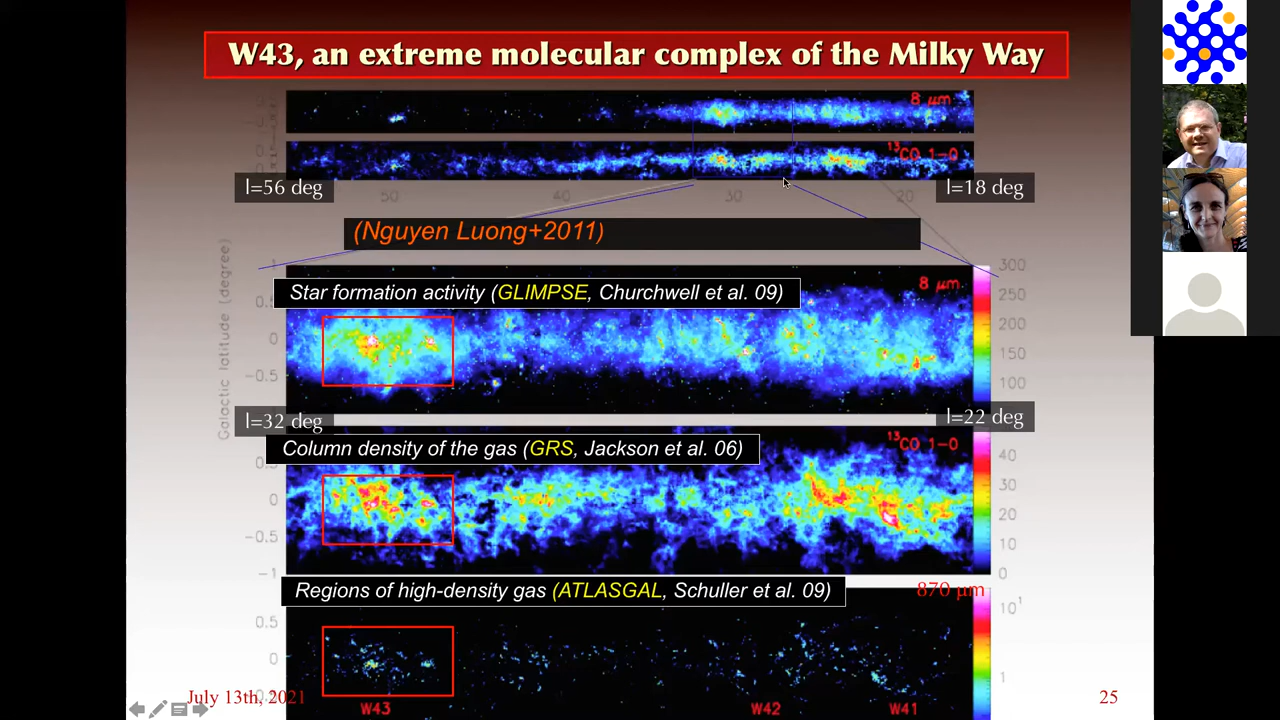 W43, an extreme molecular complex of the Milky Way
8 µm
13CO 1-0
l=56 deg
50
40
30
20
l=18 deg
(Nguyen Luong+2011)
Galactic latitude (degree)
Star formation activity (GLIMPSE, Churchwell et al. 09)
8 µm
0
-0.5
300
250
200
150
100
l=32 deg
l=22 deg
Column density of the gas (GRS, Jackson et al. 06)
13CO 1-0
0
-0.5
-1
40
30
20
10
0
Regions of high-density gas (ATLASGAL, Schuller et al. 09)
870 µm
0.5
0
10¹
1
July 13th, 2021
W43
W42
W41
25